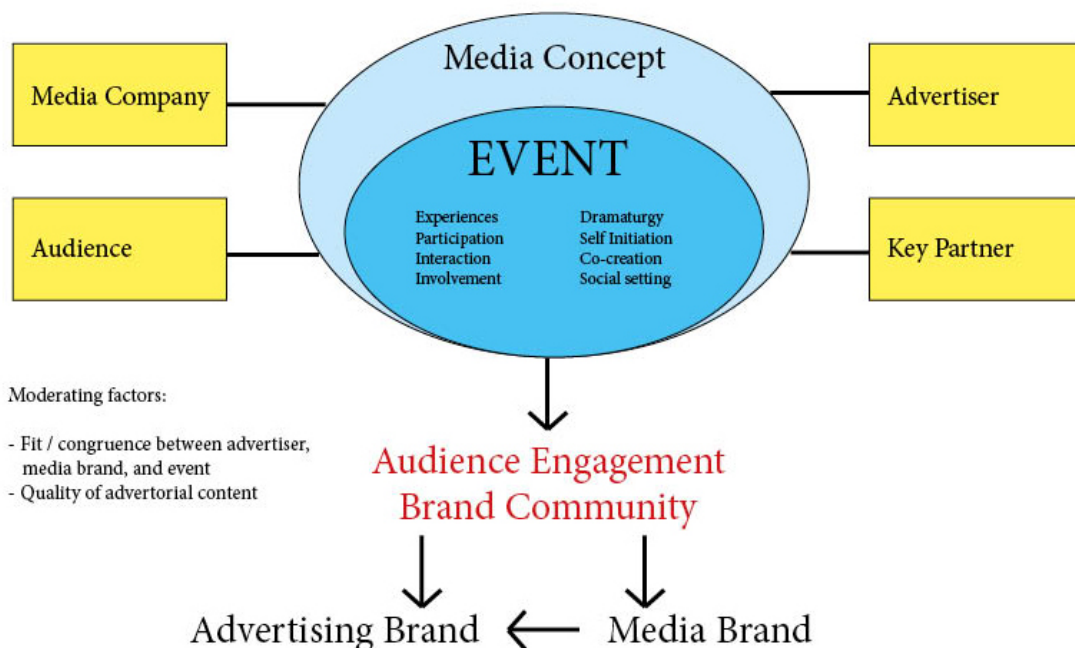 Media Concept
Media Company
Advertiser
EVENT
Experiences
Participation
Interaction
Involvement
Dramaturgy
Self Initiation
Co-creation
Social setting
Audience
Key Partner
Moderating factors:
- Fit / congruence between advertiser,
media brand, and event
- Quality of advertorial content
Audience Engagement
Brand Community
Advertising Brand
Media Brand